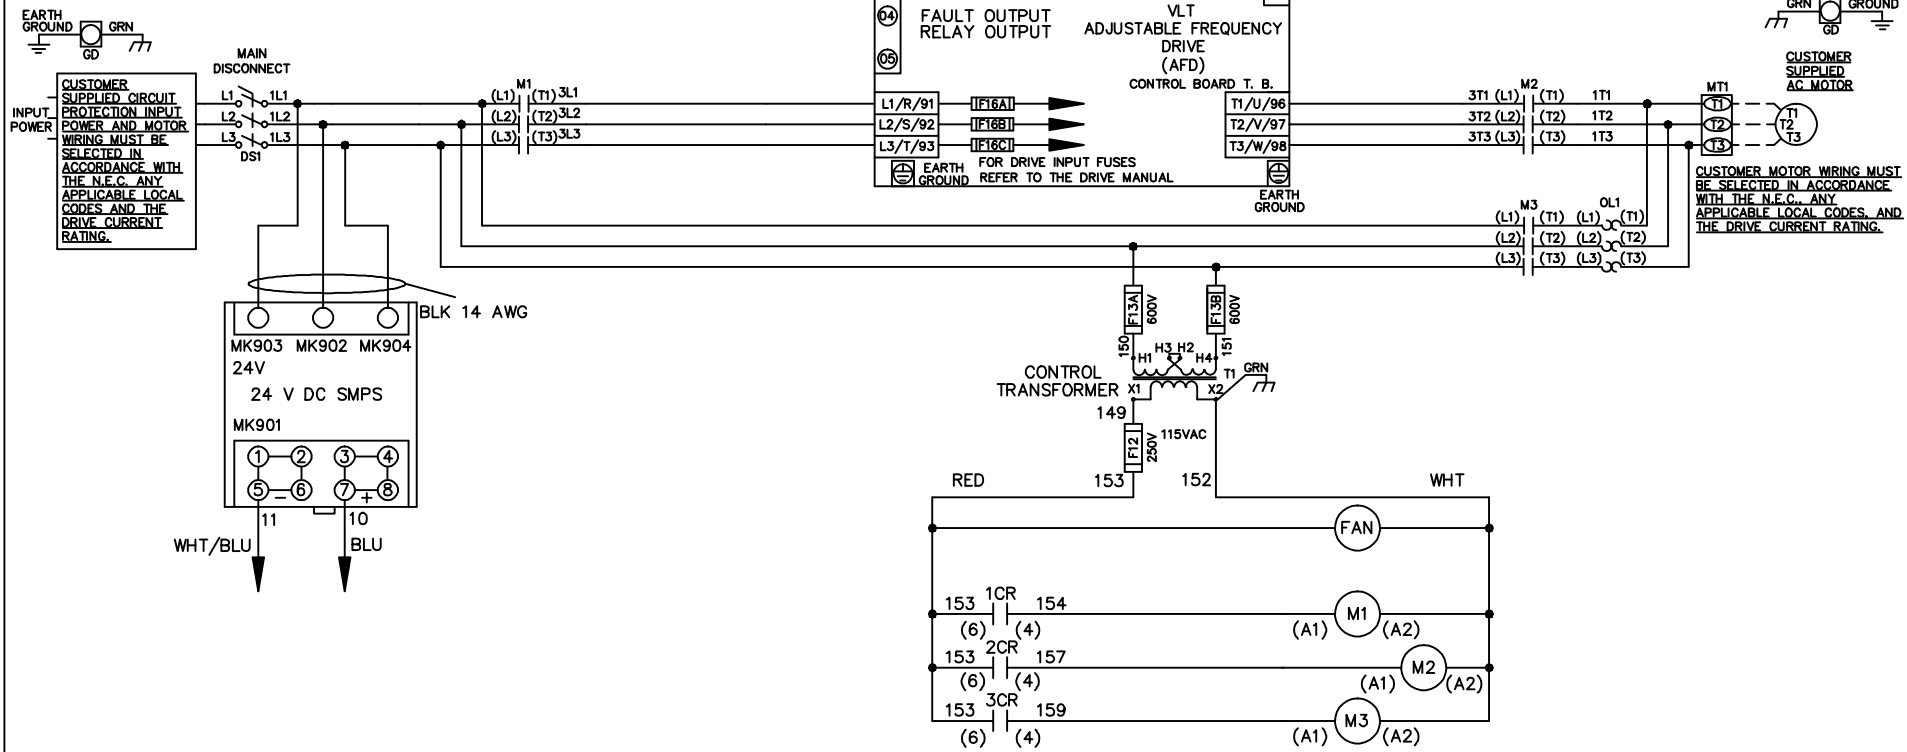 EARTH
GROUND
GRN
GD
04
FAULT OUTPUT
RELAY OUTPUT
05
VLT
ADJUSTABLE FREQUENCY
DRIVE
(AFD)
CONTROL BOARD T. B.
GRN
GROUND
GD
CUSTOMER
SUPPLIED
AC MOTOR
INPUT
POWER
CUSTOMER
SUPPLIED CIRCUIT
PROTECTION INPUT
POWER AND MOTOR
WIRING MUST BE
SELECTED IN
ACCORDANCE WITH
THE N.E.C. ANY
APPLICABLE LOCAL
CODES AND THE
DRIVE CURRENT
RATING.
MAIN
DISCONNECT
L1 1L1
L2 1L2
L3 1L3
DS1
M1
(L1) (T1) 3L1
(L2) (T2) 3L2
(L3) (T3) 3L3
L1/R/91 F16A
L2/S/92 F16B
L3/T/93 F16C
EARTH
GROUND
FOR DRIVE INPUT FUSES
REFER TO THE DRIVE MANUAL
T1/U/96
T2/V/97
T3/W/98
EARTH
GROUND
M2
3T1 (L1) (T1) 1T1
3T2 (L2) (T2) 1T2
3T3 (L3) (T3) 1T3
MT1
T1
T2
T3
T1
T2
T3
CUSTOMER MOTOR WIRING MUST
BE SELECTED IN ACCORDANCE
WITH THE N.E.C., ANY
APPLICABLE LOCAL CODES, AND
THE DRIVE CURRENT RATING.
M3 OL1
(L1) (T1) (L1) (T1)
(L2) (T2) (L2) (T2)
(L3) (T3) (L3) (T3)
BLK 14 AWG
MK903 MK902 MK904
24V
24 V DC SMPS
MK901
1 2 3 4
5 - 6 7 + 8
11 10
WHT/BLU BLU
F13A
600V
F13B
600V
150
151
H1 H3 H2 H4
CONTROL
TRANSFORMER
T1
GRN
X1 X2
149
F12
250V
115VAC
RED 153 152 WHT
FAN
153 1CR 154 M1
(6) (4) (A1) (A2)
153 2CR 157 M2
(6) (4) (A1) (A2)
153 3CR 159 M3
(6) (4) (A1) (A2)